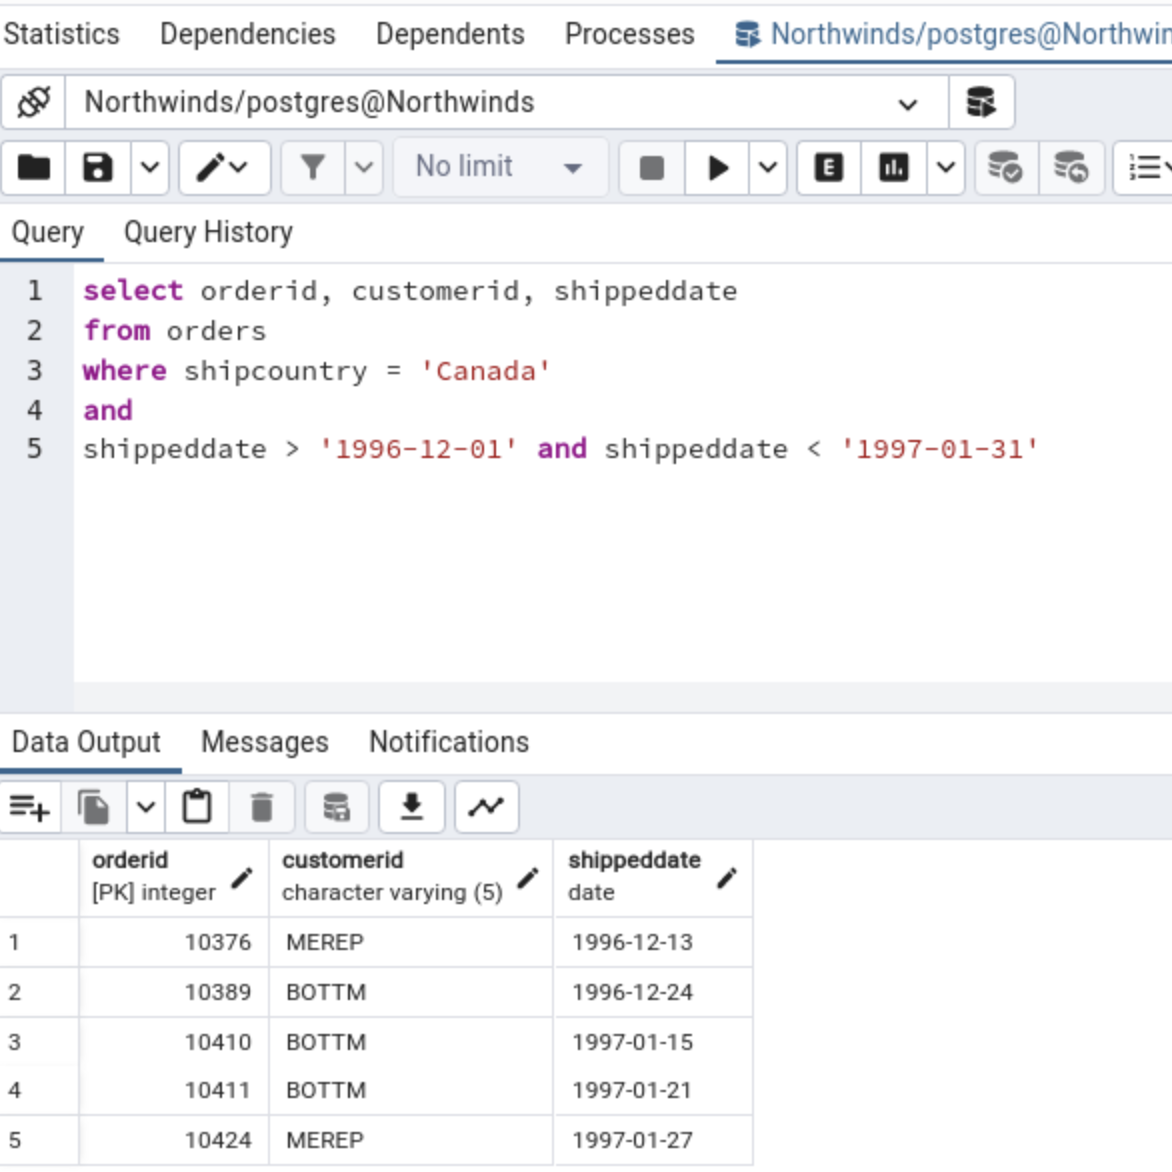 Statistics Dependencies Dependents Processes Northwinds/postgres@Northwin
Northwinds/postgres@Northwinds
No limit E
Query Query History
1 select orderid, customerid, shippeddate
2 from orders
3 where shipcountry = 'Canada'
4 and
5 shippeddate > '1996-12-01' and shippeddate < '1997-01-31'
Data Output Messages Notifications
orderid customerid shippeddate
[PK] integer character varying (5) date
1 10376 MEREP 1996-12-13
2 10389 BOTTM 1996-12-24
3 10410 BOTTM 1997-01-15
4 10411 BOTTM 1997-01-21
5 10424 MEREP 1997-01-27